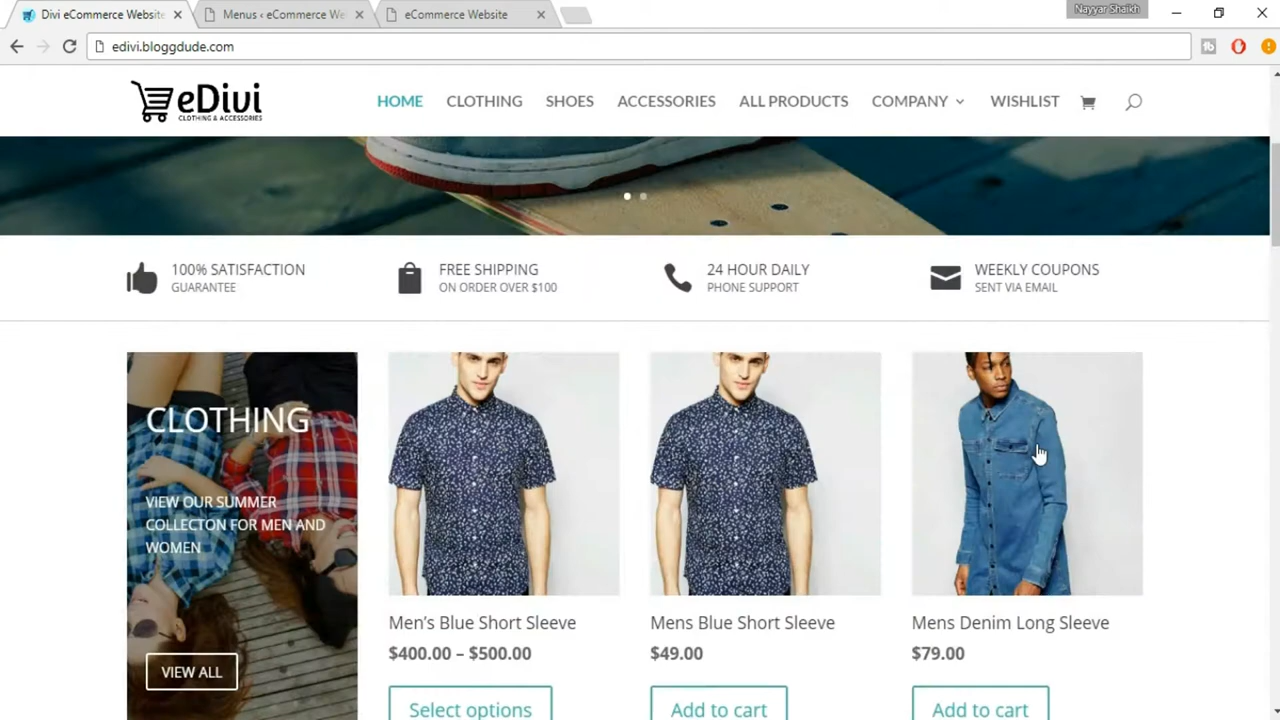 Divi eCommerce Website
Menus ‹ eCommerce We
eCommerce Website
Nayyar Shaikh
edivi.bloggdude.com
eDivi
CLOTHING & ACCESSORIES
HOME
CLOTHING
SHOES
ACCESSORIES
ALL PRODUCTS
COMPANY
WISHLIST
100% SATISFACTION
GUARANTEE
FREE SHIPPING
ON ORDER OVER $100
24 HOUR DAILY
PHONE SUPPORT
WEEKLY COUPONS
SENT VIA EMAIL
CLOTHING
VIEW OUR SUMMER
COLLECTON FOR MEN AND
WOMEN
VIEW ALL
Men's Blue Short Sleeve
$400.00 – $500.00
Select options
Mens Blue Short Sleeve
$49.00
Add to cart
Mens Denim Long Sleeve
$79.00
Add to cart